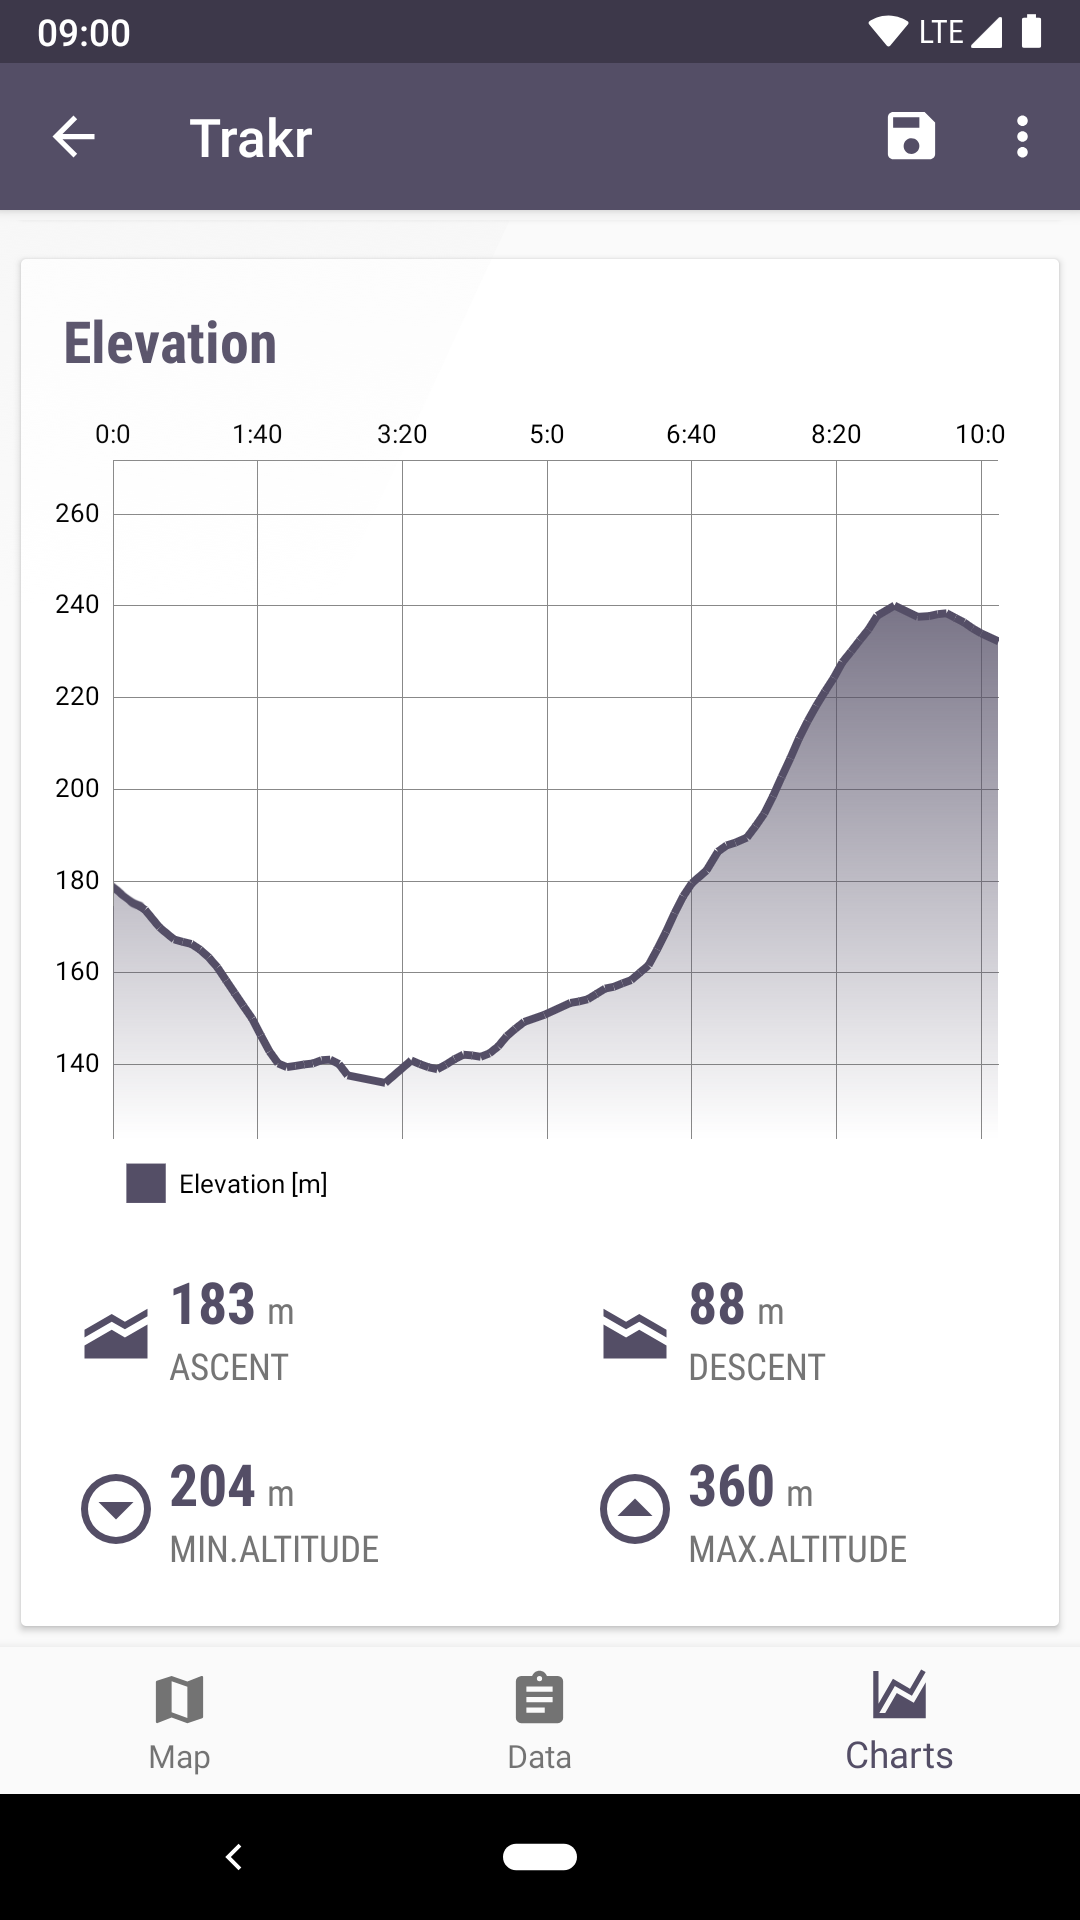 09:00 LTE
Trakr
Elevation
0:0 1:40 3:20 5:0 6:40 8:20 10:0
260
240
220
200
180
160
140
Elevation [m]
183 m 88 m
ASCENT DESCENT
204 m 360 m
MIN.ALTITUDE MAX.ALTITUDE
Map Data Charts